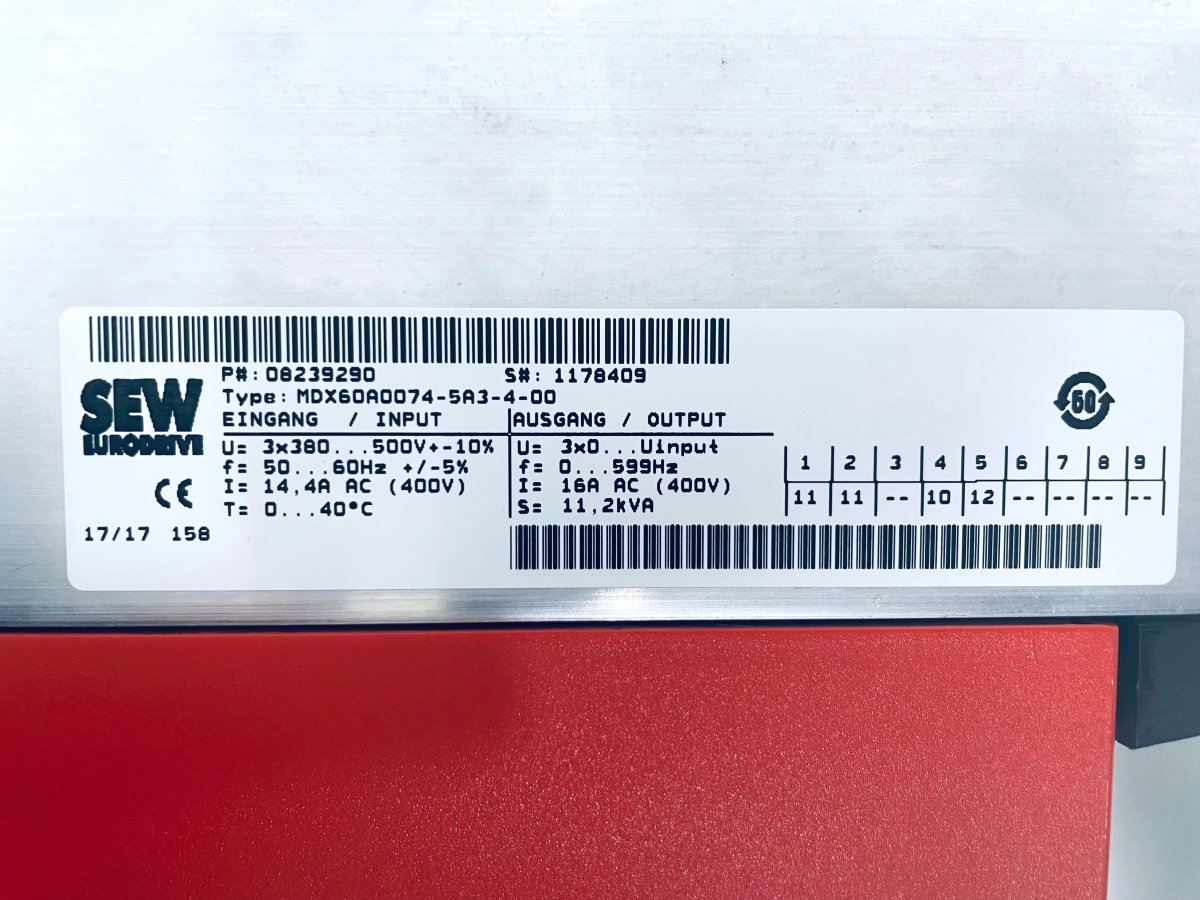 P#: 08239290 S#: 1178409
Type: MDX60A0074-5A3-4-00
SEW
EURODRIVE
EINGANG / INPUT
U= 3x380...500V+-10%
f= 50...60Hz +/-5%
I= 14,4A AC (400V)
T= 0...40°C
AUSGANG / OUTPUT
U= 3x0...Uinput
f= 0...599Hz
I= 16A AC (400V)
S= 11,2kVA
1 2 3 4 5 6 7 8 9
11 11 -- 10 12 -- -- -- --
50
CE
17/17 158